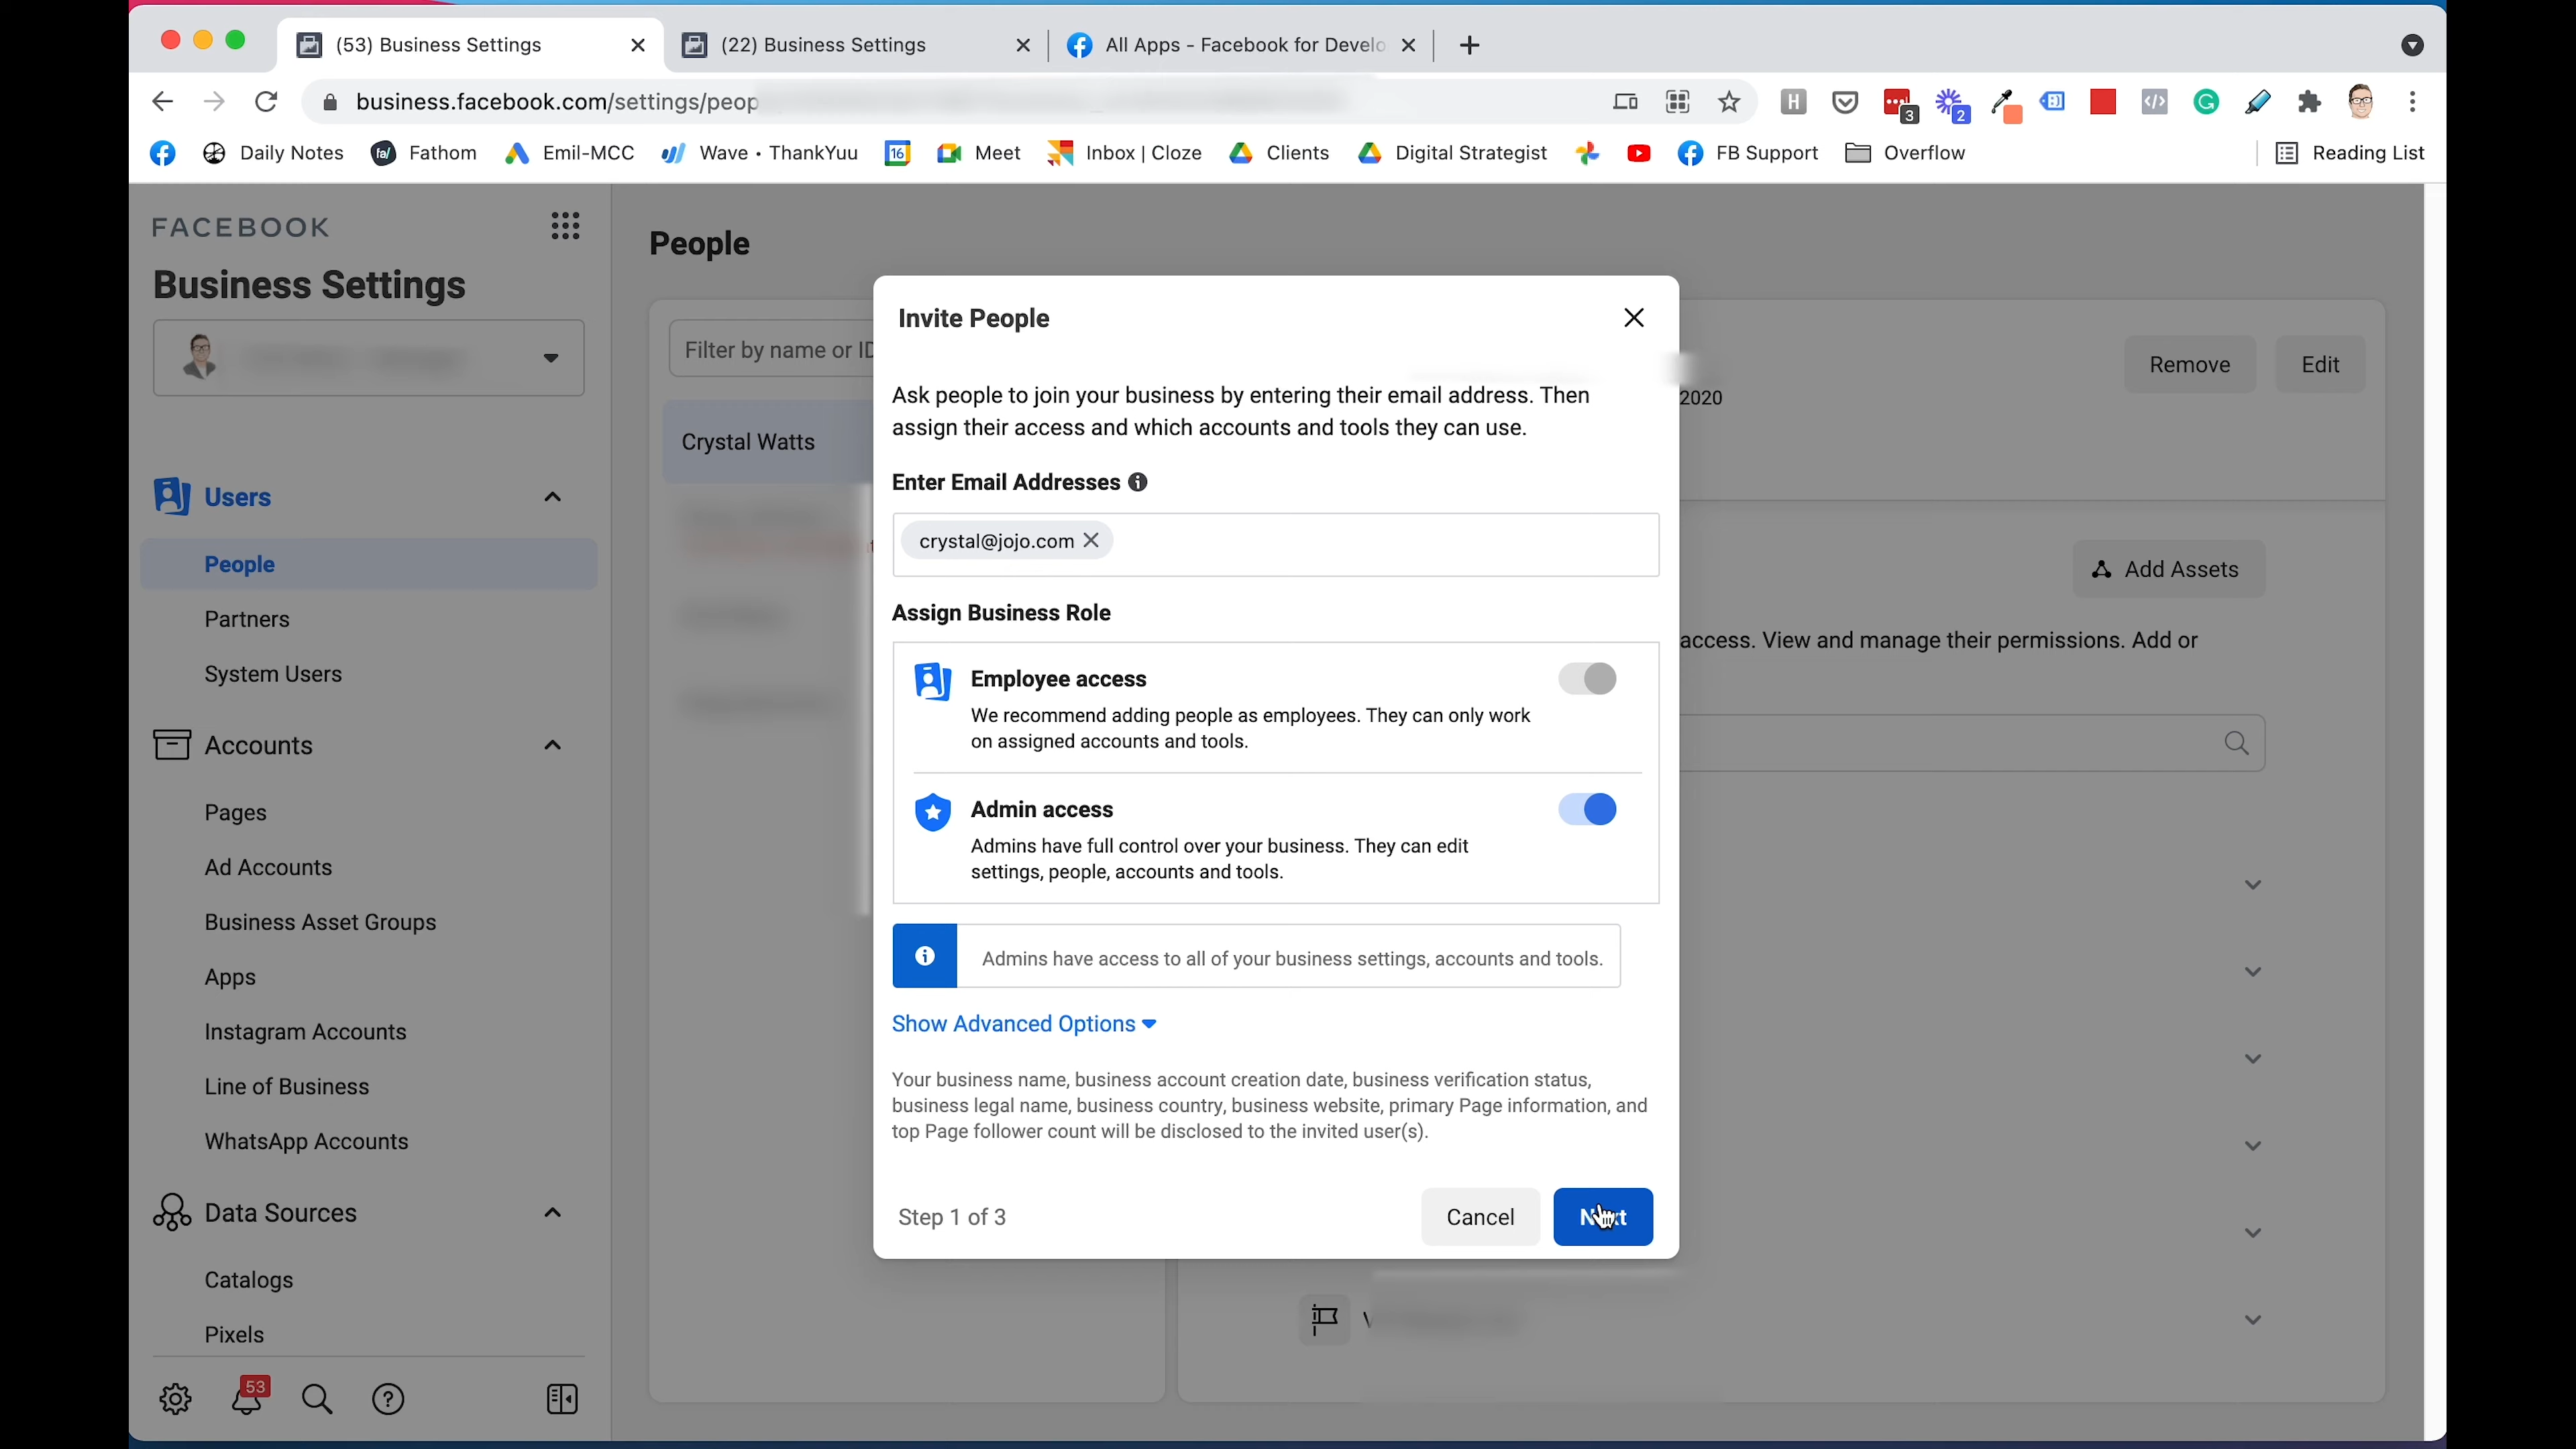 (53) Business Settings
(22) Business Settings
All Apps - Facebook for Develo
business.facebook.com/settings/peop
3
2
Daily Notes
fa/
Fathom
Emil-MCC
Wave • ThankYuu
16
Meet
Inbox | Cloze
Clients
Digital Strategist
FB Support
Overflow
Reading List
FACEBOOK
Business Settings
Users
People
Partners
System Users
Accounts
Pages
Ad Accounts
Business Asset Groups
Apps
Instagram Accounts
Line of Business
WhatsApp Accounts
Data Sources
Catalogs
Pixels
53
People
Filter by name or ID
Crystal Watts
Remove
Edit
2020
Add Assets
access. View and manage their permissions. Add or
Invite People
Ask people to join your business by entering their email address. Then
assign their access and which accounts and tools they can use.
Enter Email Addresses
crystal@jojo.com
Assign Business Role
Employee access
We recommend adding people as employees. They can only work
on assigned accounts and tools.
Admin access
Admins have full control over your business. They can edit
settings, people, accounts and tools.
Admins have access to all of your business settings, accounts and tools.
Show Advanced Options
Your business name, business account creation date, business verification status,
business legal name, business country, business website, primary Page information, and
top Page follower count will be disclosed to the invited user(s).
Step 1 of 3
Cancel
Next